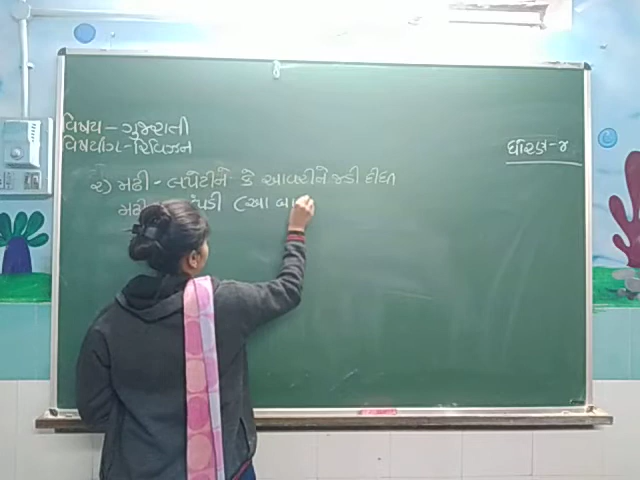 વિષય - ગુજરાતી
વિષયાંગ - રિવિઝન
ધોરણ - ૪
૨) મઢી - લપેટીને કે આવરીને જડી દીધા
(આ બા